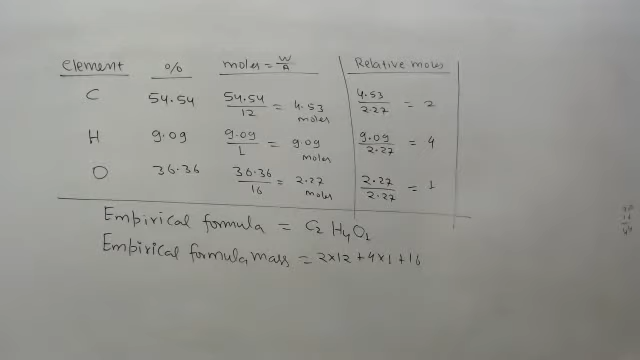 Element % moles = W/A Relative moles
C 54.54 54.54/12 = 4.53 moles 4.53/2.27 = 2
H 9.09 9.09/1 = 9.09 moles 9.09/2.27 = 4
O 36.36 36.36/16 = 2.27 moles 2.27/2.27 = 1
Empirical formula = C2 H4 O1
Empirical formula mass = 2×12 + 4×1 + 16